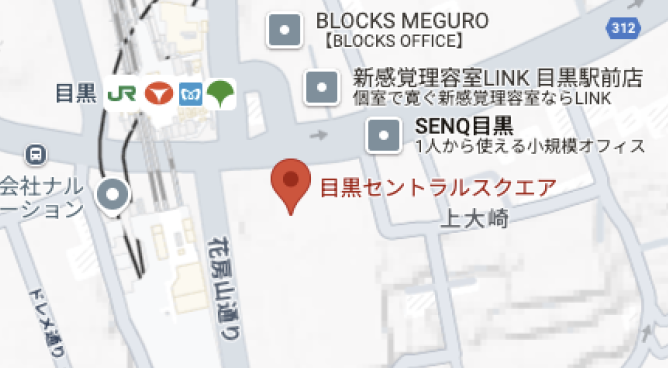 BLOCKS MEGURO
【BLOCKS OFFICE】
312
新感覚理容室LINK 目黒駅前店
個室で寛ぐ新感覚理容室ならLINK
目黒 JR
SENQ目黒
1人から使える小規模オフィス
会社ナル
ーション
目黒セントラルスクエア
上大崎
花房山通り
ドレメ通り